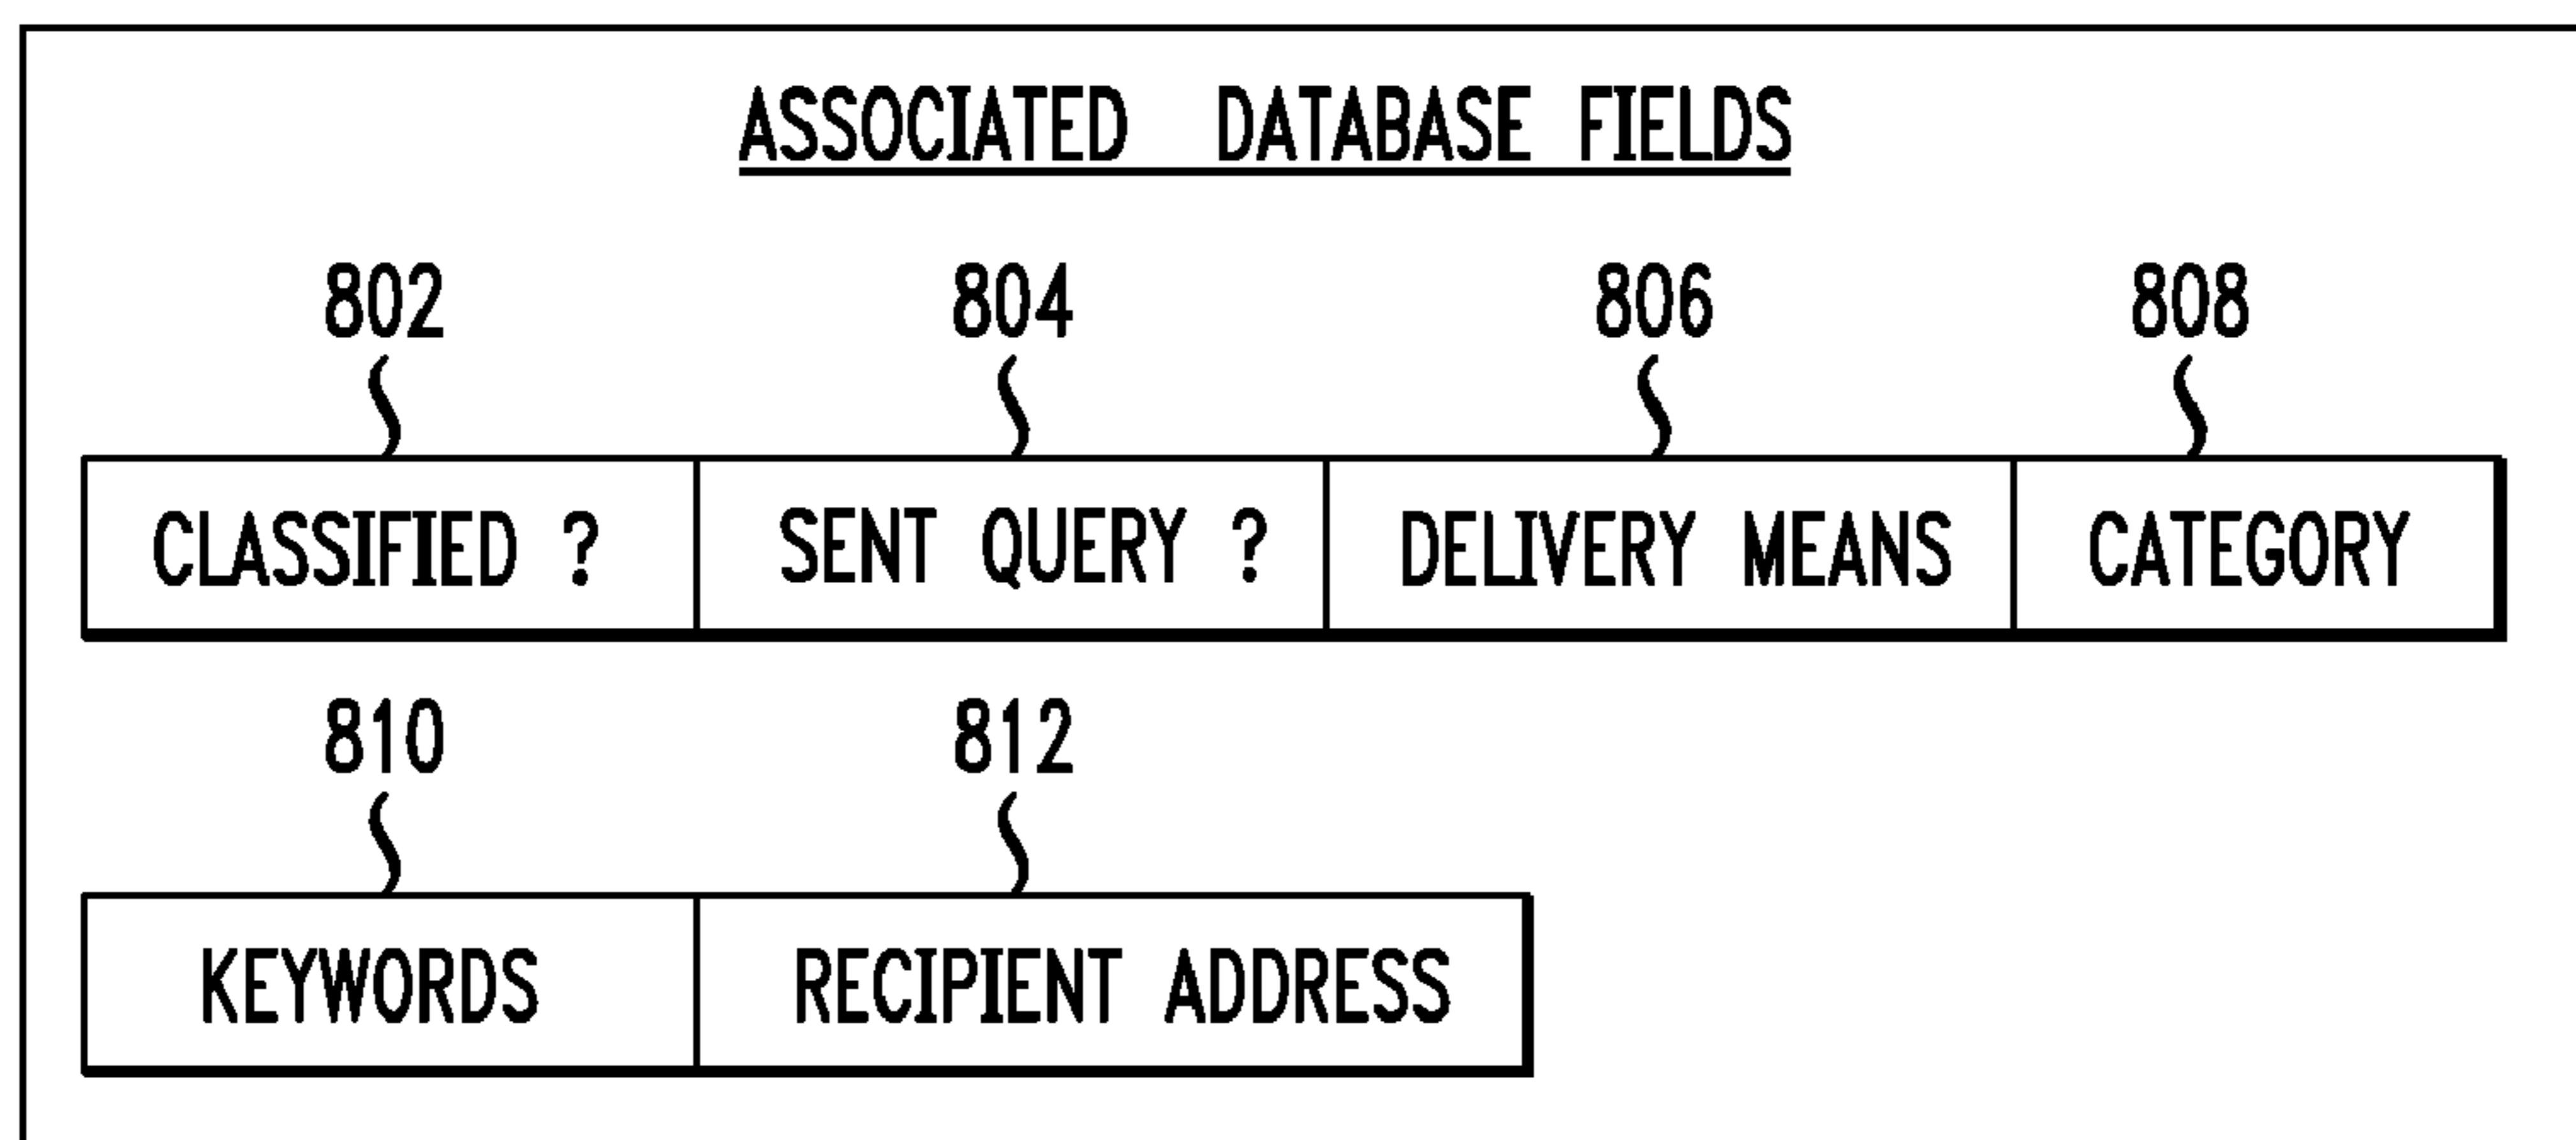 ASSOCIATED DATABASE FIELDS
802 804 806 808
CLASSIFIED ? SENT QUERY ? DELIVERY MEANS CATEGORY
810 812
KEYWORDS RECIPIENT ADDRESS